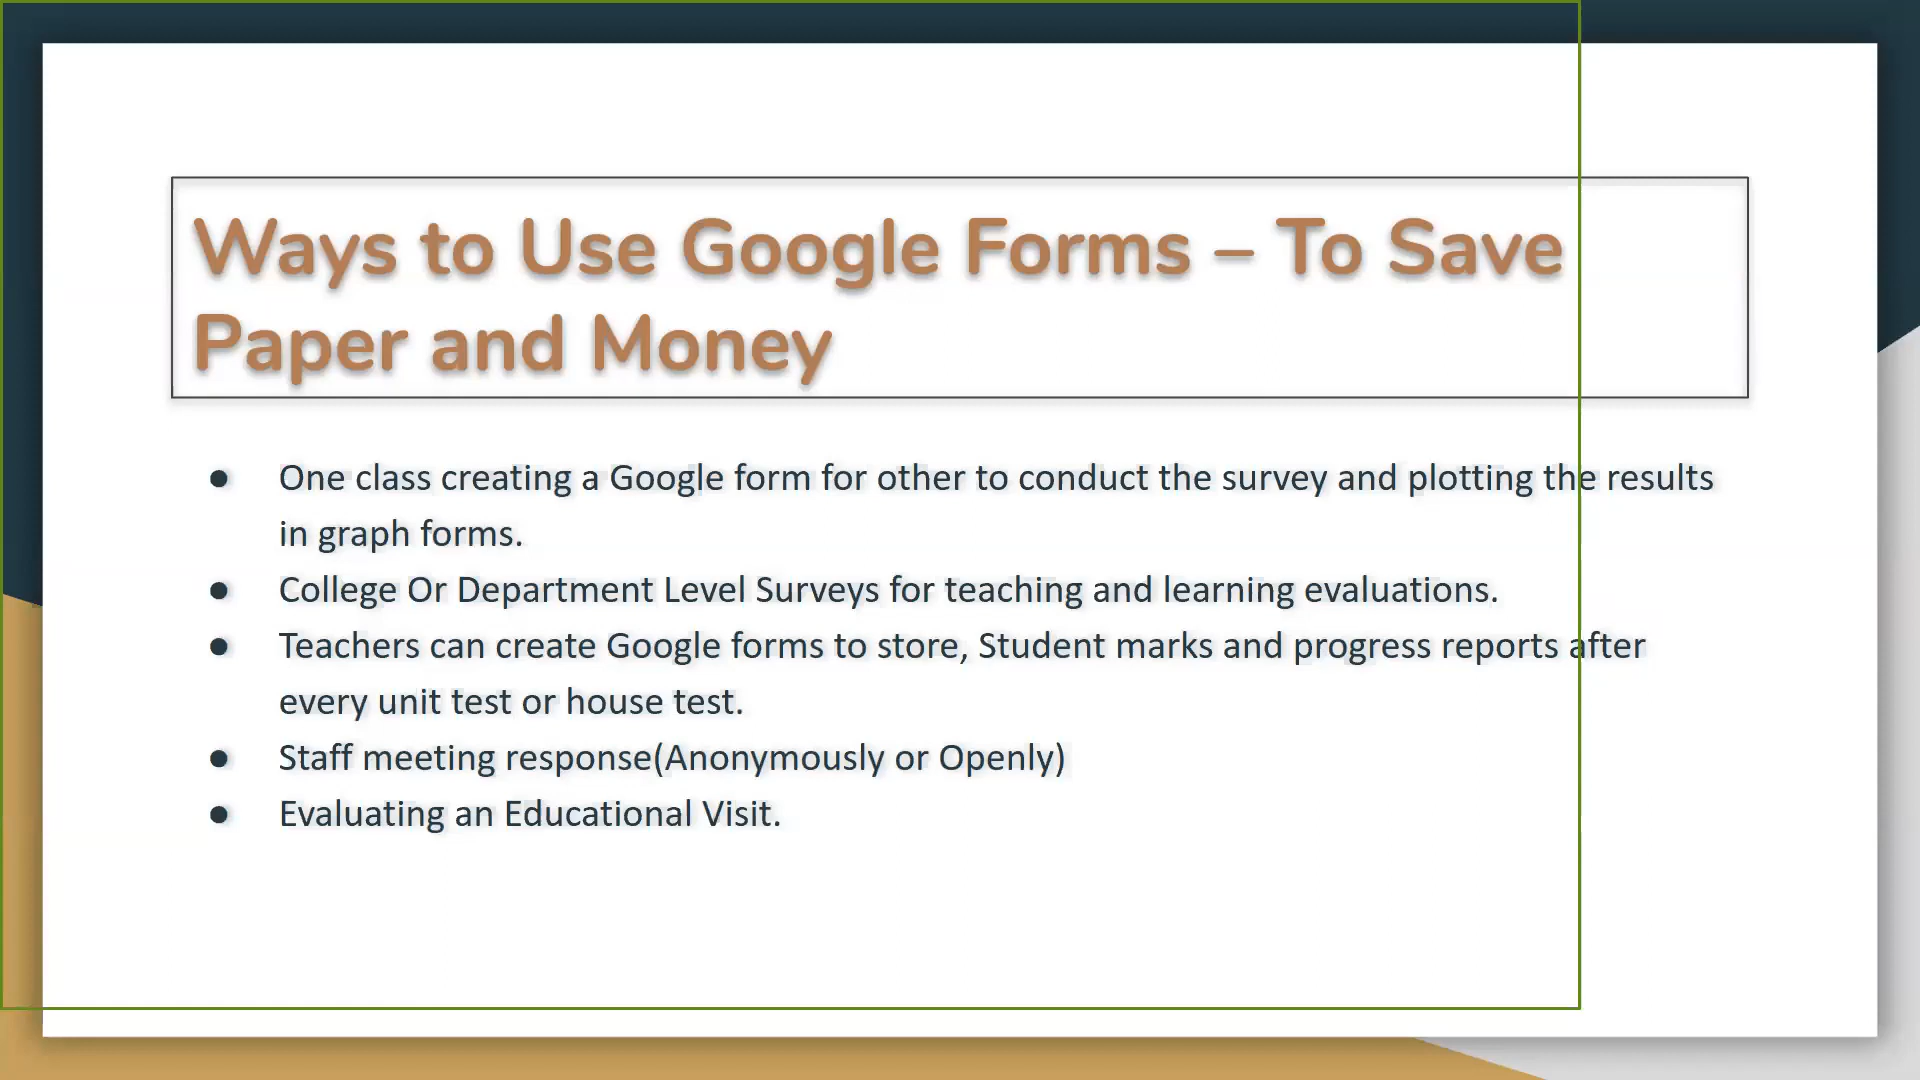 Ways to Use Google Forms – To Save
Paper and Money
● One class creating a Google form for other to conduct the survey and plotting the results
in graph forms.
● College Or Department Level Surveys for teaching and learning evaluations.
● Teachers can create Google forms to store, Student marks and progress reports after
every unit test or house test.
● Staff meeting response(Anonymously or Openly)
● Evaluating an Educational Visit.